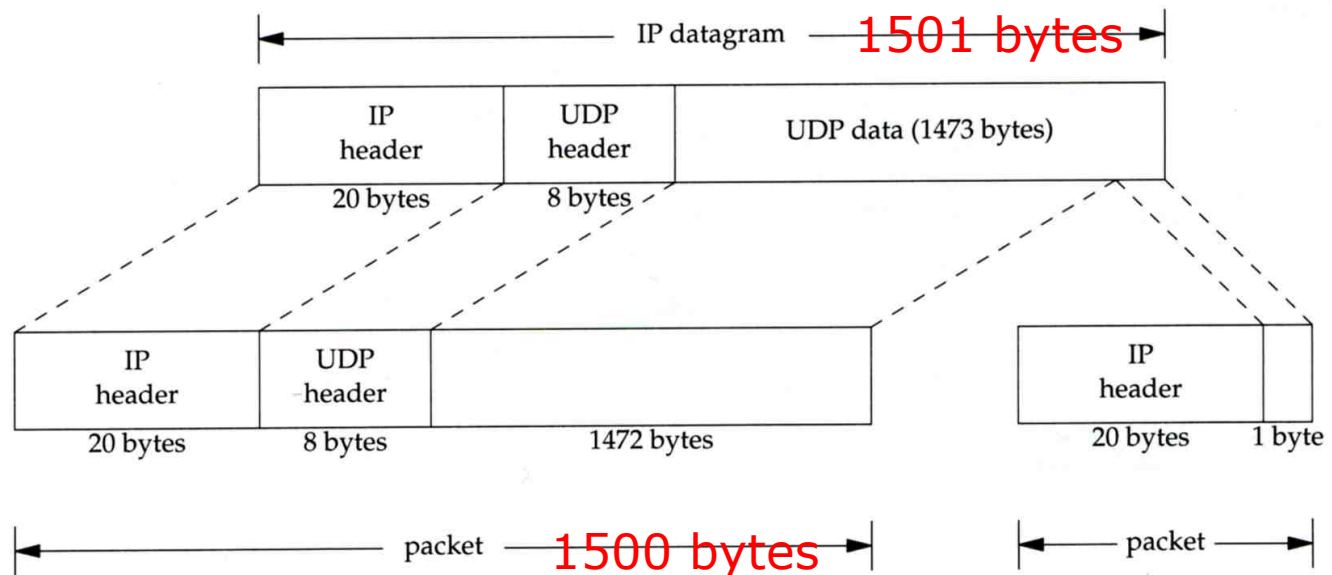 IP datagram 1501 bytes
IP header
UDP header
UDP data (1473 bytes)
20 bytes
8 bytes
IP header
UDP header
IP header
20 bytes
8 bytes
1472 bytes
20 bytes
1 byte
packet 1500 bytes
packet